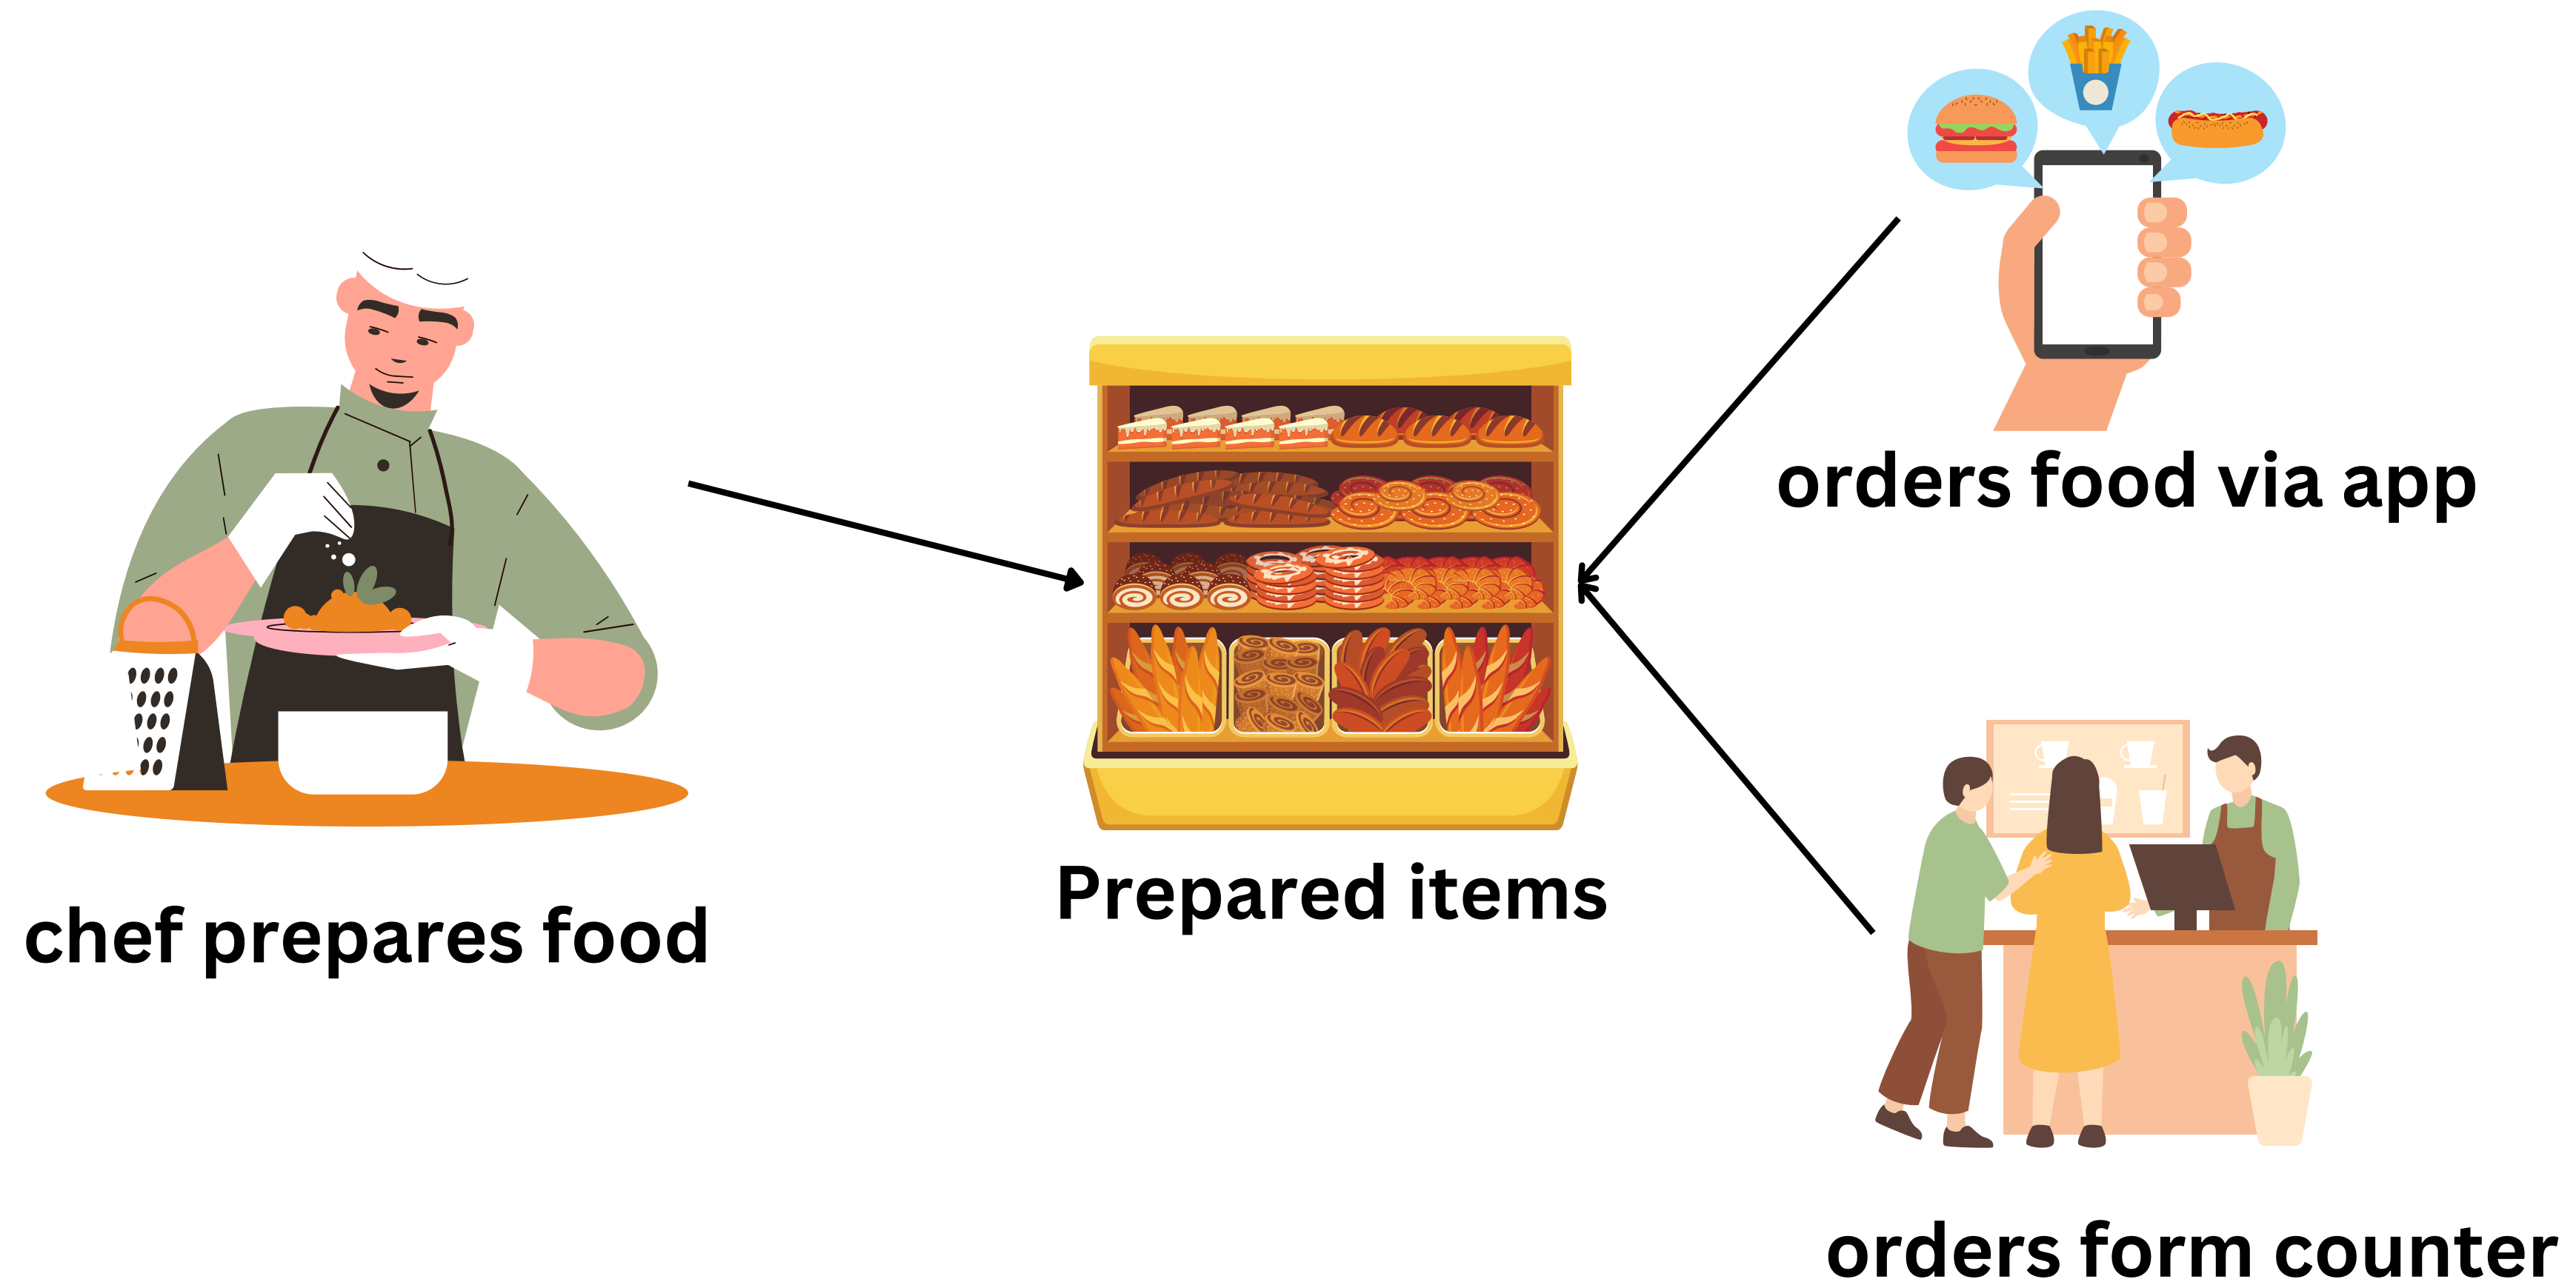 orders food via app
Prepared items
chef prepares food
orders form counter